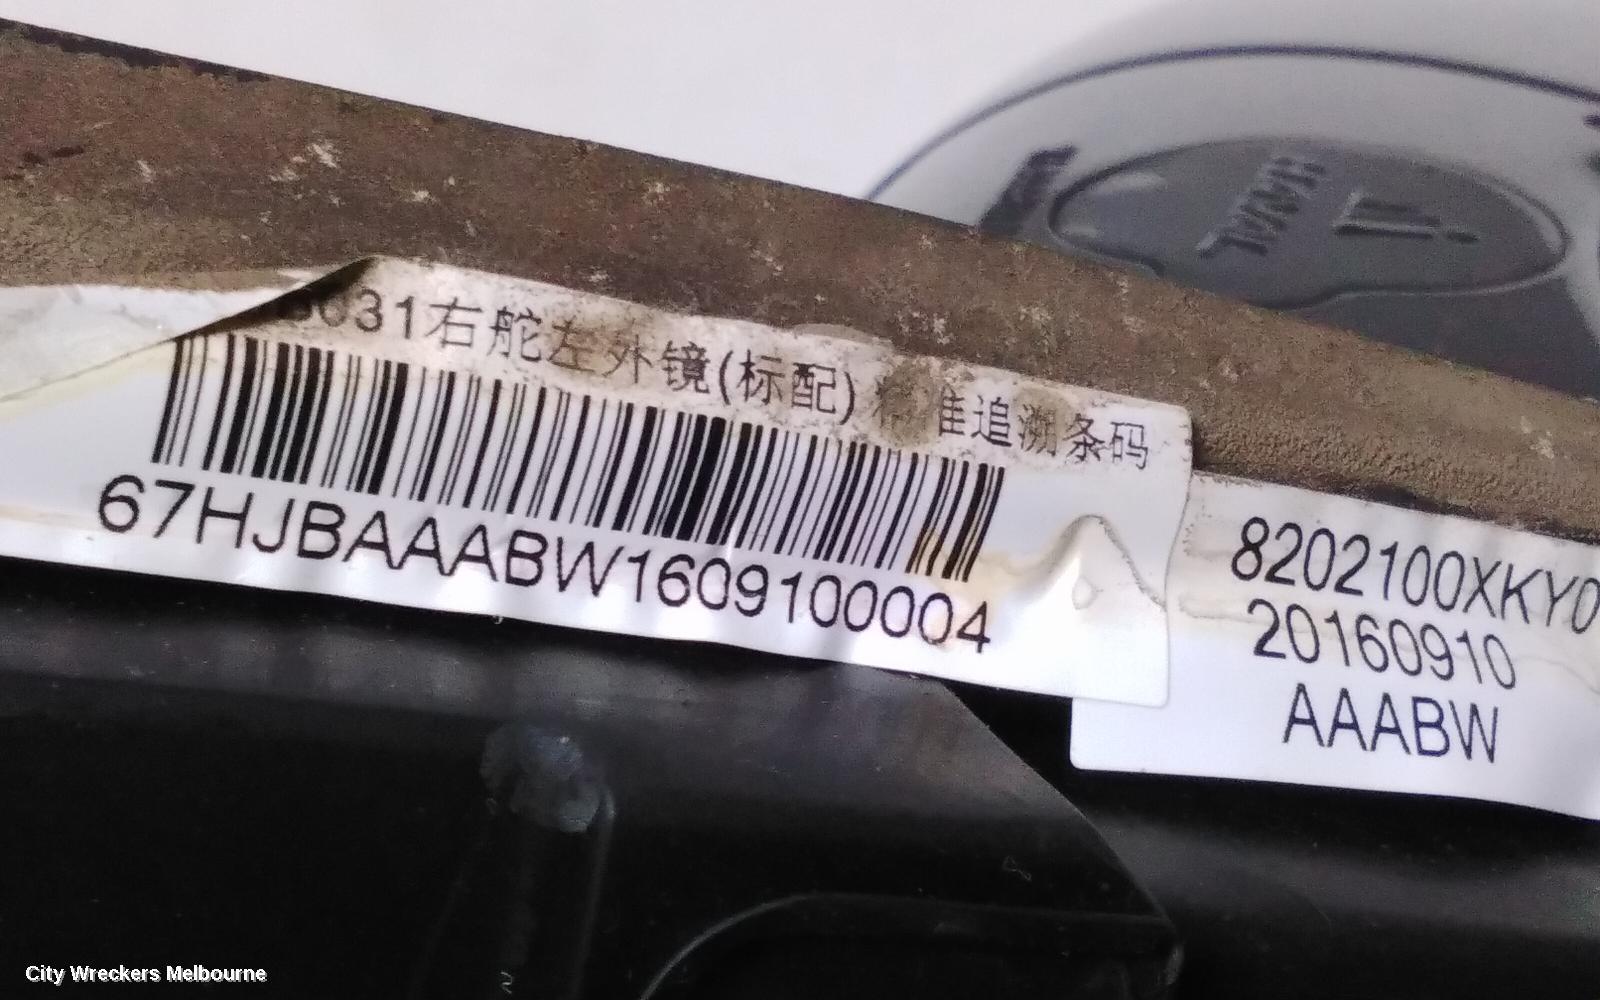 031右舵左外镜(标配) 精准追溯条码
67HJBAAABW1609100004
8202100XKY0
20160910
AAABW
City Wreckers Melbourne